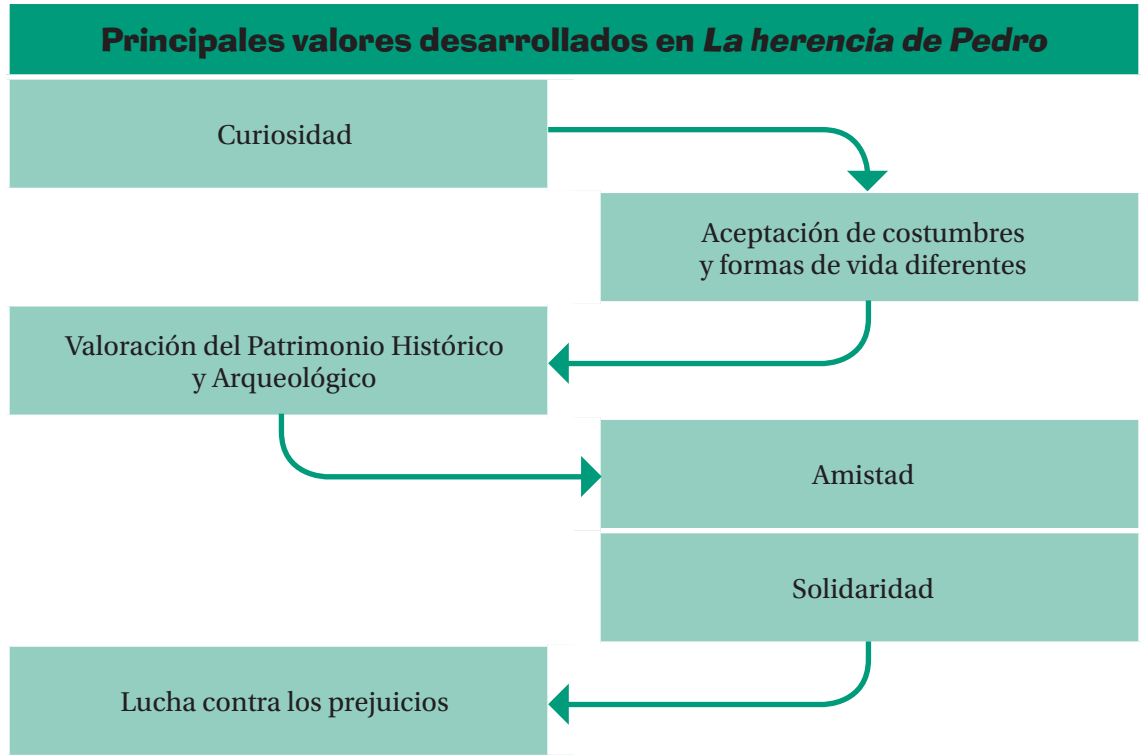 Principales valores desarrollados en La herencia de Pedro
Curiosidad
Aceptación de costumbres
y formas de vida diferentes
Valoración del Patrimonio Histórico
y Arqueológico
Amistad
Solidaridad
Lucha contra los prejuicios